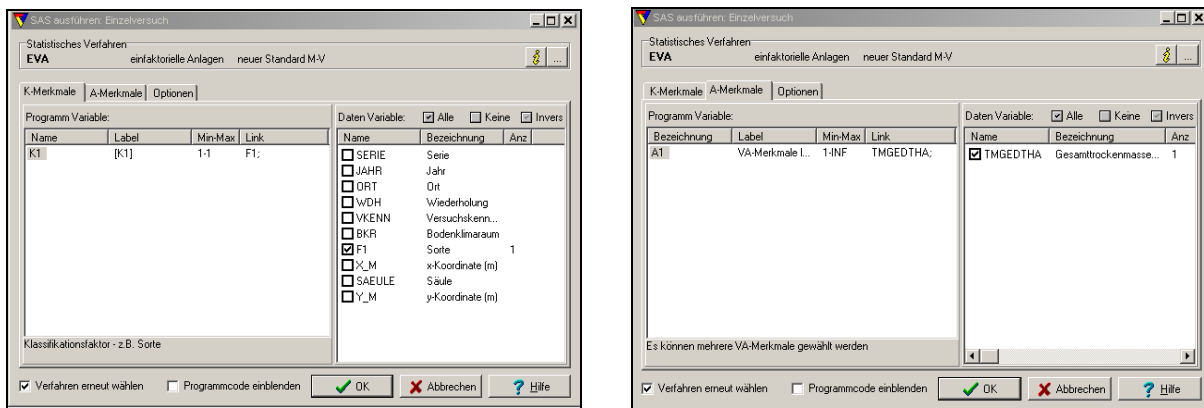 SAS ausführen: Einzelversuch
Statistisches Verfahren
EVA einfaktorielle Anlagen neuer Standard M-V
...
K-Merkmale A-Merkmale Optionen
Programm Variable: Daten Variable: Alle Keine Invers
Name Label Min-Max Link Name Bezeichnung Anz
K1 [K1] 1-1 F1; SERIE Serie
JAHR Jahr
ORT Ort
WDH Wiederholung
VKENN Versuchskenn...
BKR Bodenklimaraum
F1 Sorte 1
X_M x-Koordinate (m)
SAEULE Säule
Y_M y-Koordinate (m)
Klassifikationsfaktor - z.B. Sorte
Verfahren erneut wählen Programmcode einblenden OK Abbrechen Hilfe
SAS ausführen: Einzelversuch
Statistisches Verfahren
EVA einfaktorielle Anlagen neuer Standard M-V
...
K-Merkmale A-Merkmale Optionen
Programm Variable: Daten Variable: Alle Keine Invers
Bezeichnung Label Min-Max Link Name Bezeichnung Anz
A1 VA-Merkmale I... 1-INF TMGEDTHA; TMGEDTHA Gesamttrockenmasse... 1
Es können mehrere VA-Merkmale gewählt werden
Verfahren erneut wählen Programmcode einblenden OK Abbrechen Hilfe